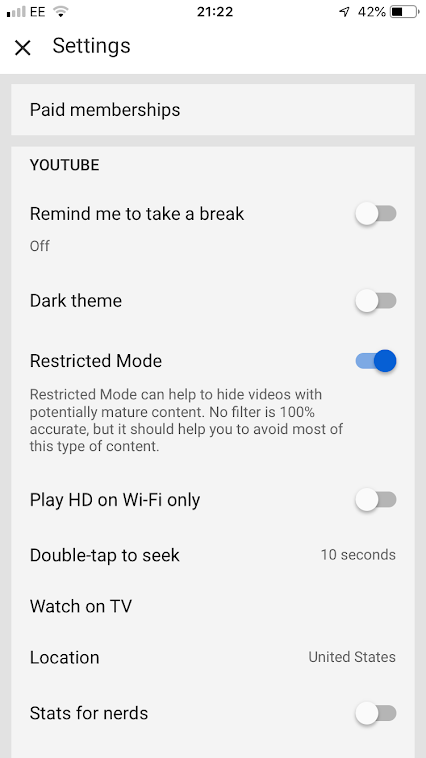 EE 21:22 42%
Settings
Paid memberships
YOUTUBE
Remind me to take a break
Off
Dark theme
Restricted Mode
Restricted Mode can help to hide videos with
potentially mature content. No filter is 100%
accurate, but it should help you to avoid most of
this type of content.
Play HD on Wi-Fi only
Double-tap to seek 10 seconds
Watch on TV
Location United States
Stats for nerds